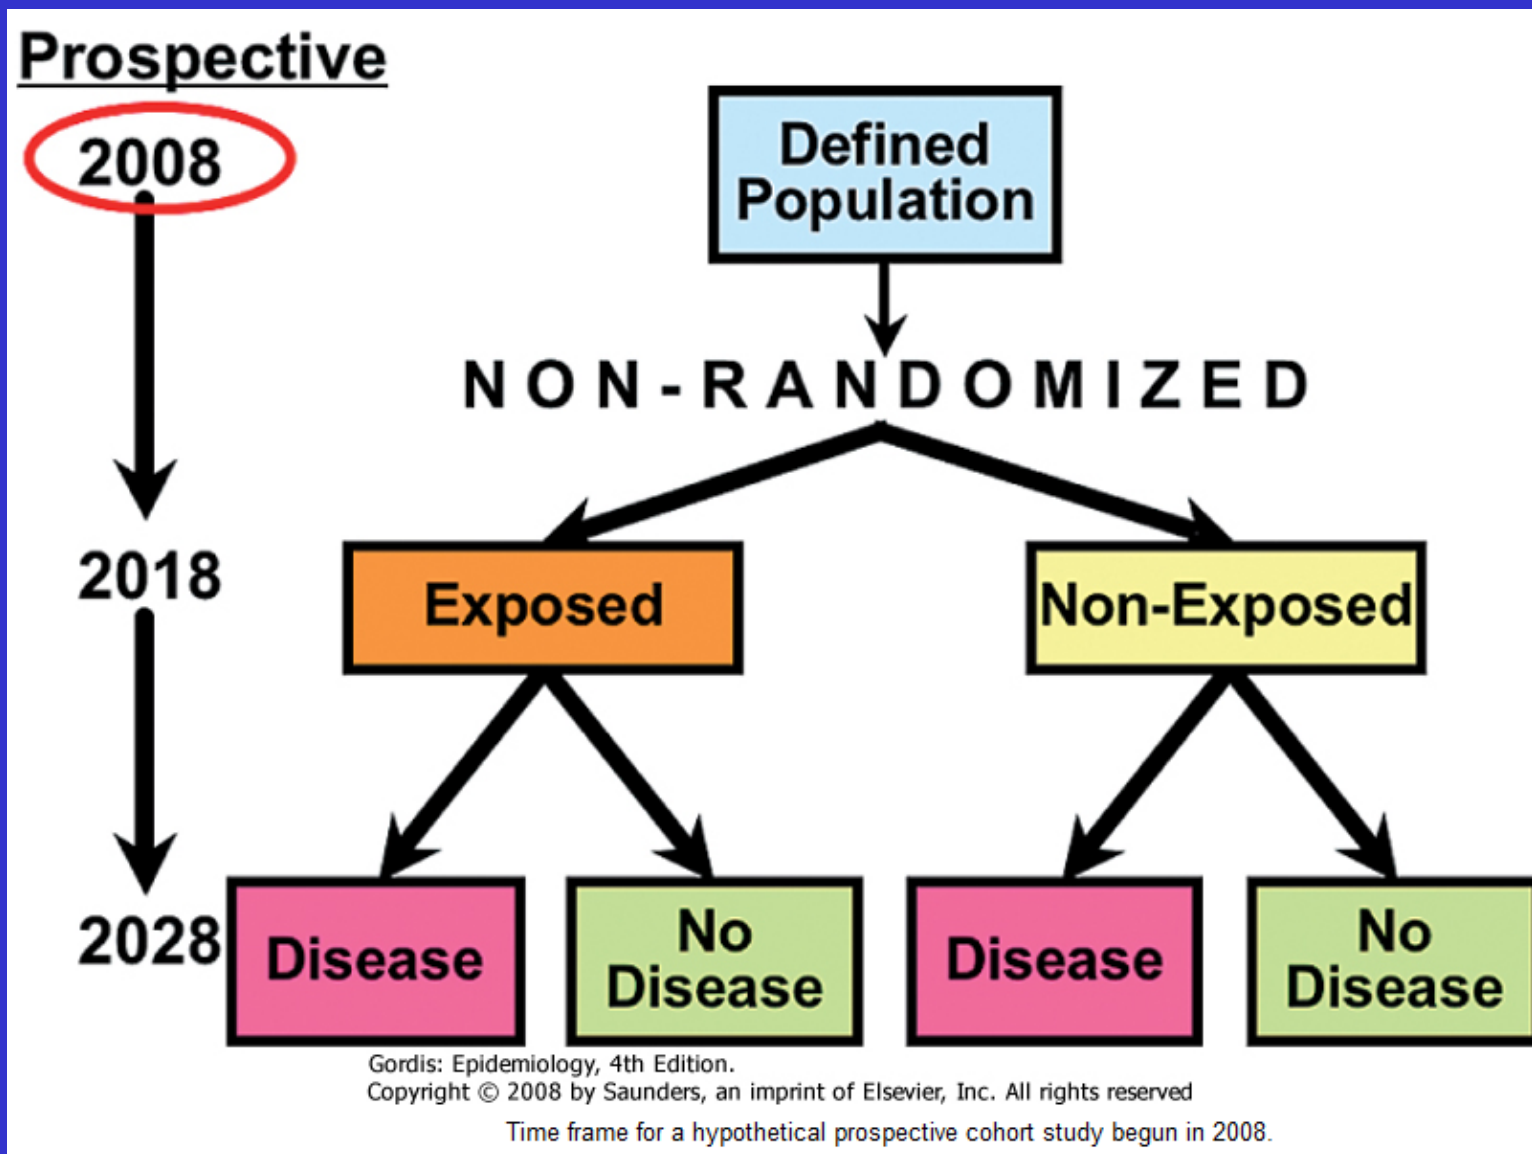 Prospective
2008
Defined
Population
NON-RANDOMIZED
2018
Exposed
Non-Exposed
2028
Disease
No
Disease
Disease
No
Disease
Gordis: Epidemiology, 4th Edition.
Copyright © 2008 by Saunders, an imprint of Elsevier, Inc. All rights reserved
Time frame for a hypothetical prospective cohort study begun in 2008.